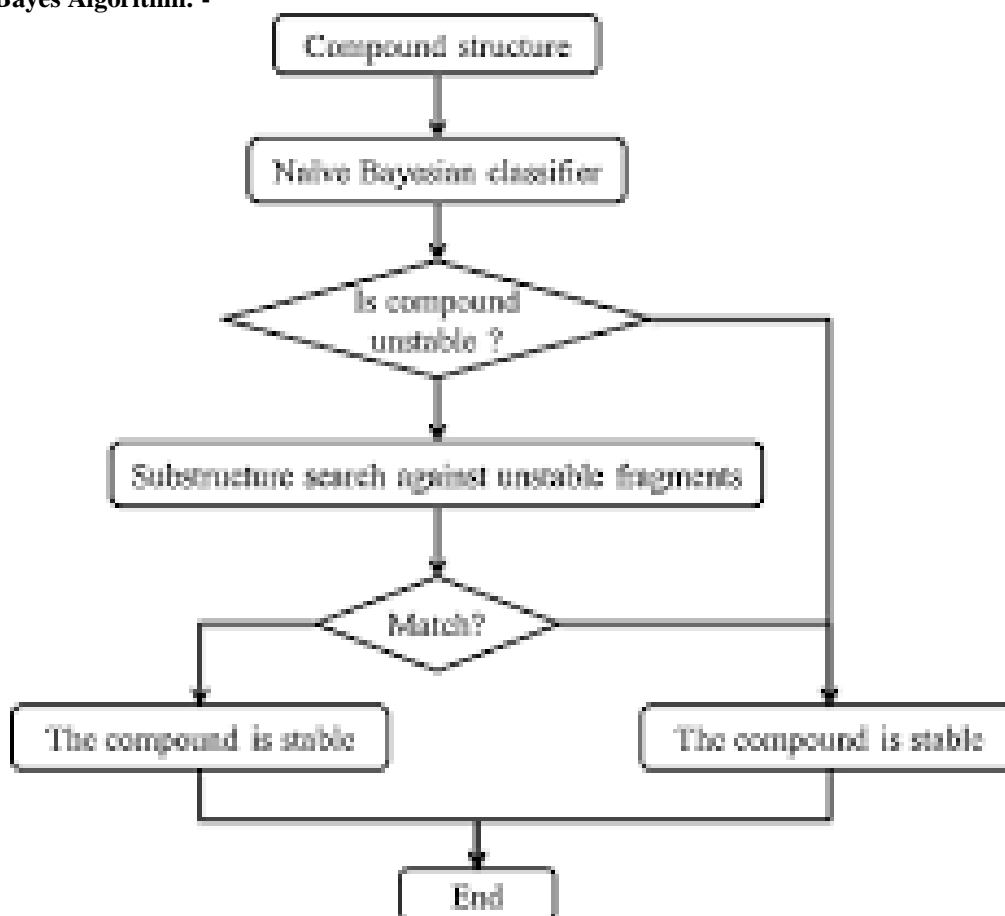 Bayes Algorithm: -
Compound structure
Naïve Bayesian classifier
Is compound
unstable ?
Substructure search against unstable fragments
Match?
The compound is stable
The compound is stable
End